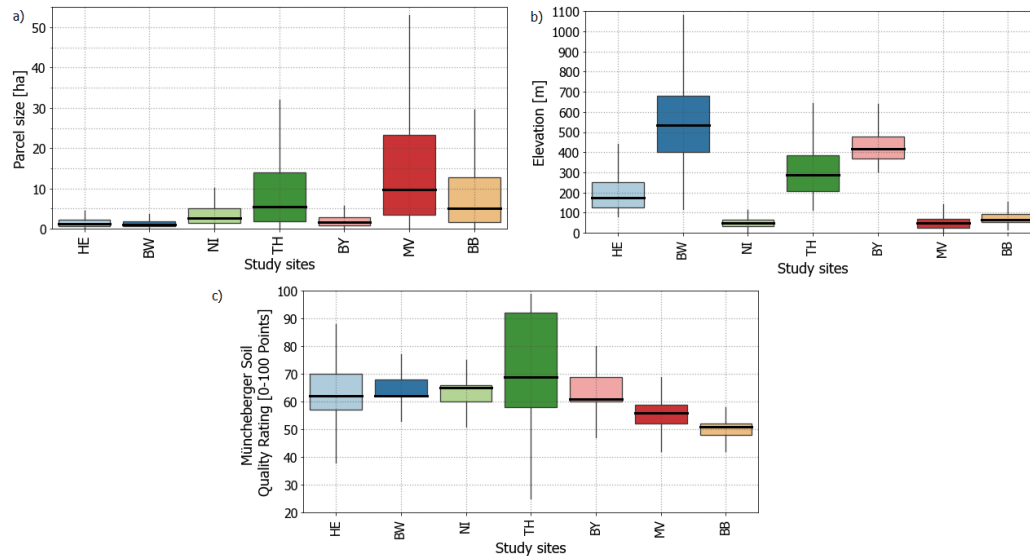 a)
Parcel size [ha]
50
40
30
20
10
0
HE BW NI TH BY MV BB
Study sites
b)
Elevation [m]
1100
1000
900
800
700
600
500
400
300
200
100
0
HE BW NI TH BY MV BB
Study sites
c)
Müncheberger Soil
Quality Rating [0-100 Points]
100
90
80
70
60
50
40
30
20
HE BW NI TH BY MV BB
Study sites